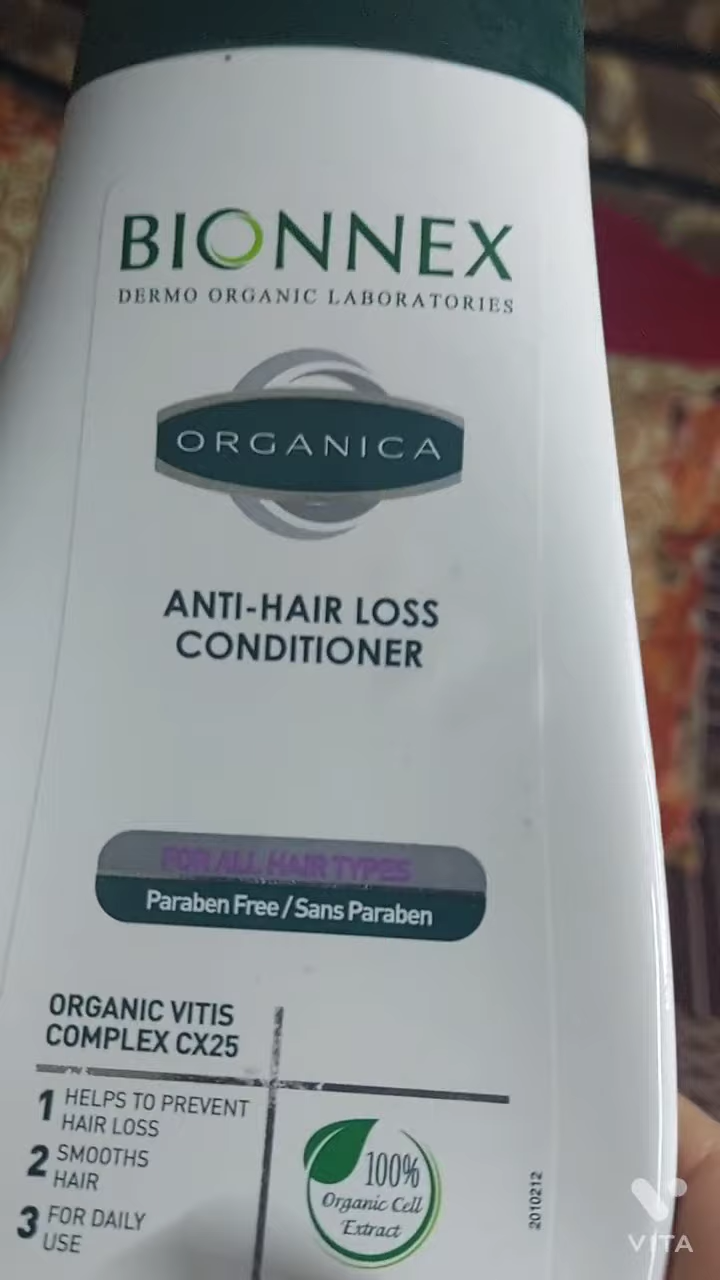 BIONNEX
DERMO ORGANIC LABORATORIES
ORGANICA
ANTI-HAIR LOSS
CONDITIONER
FOR ALL HAIR TYPES
Paraben Free / Sans Paraben
ORGANIC VITIS
COMPLEX CX25
1 HELPS TO PREVENT
HAIR LOSS
2 SMOOTHS
HAIR
3 FOR DAILY
USE
100%
Organic Cell
Extract
2010212
VITA